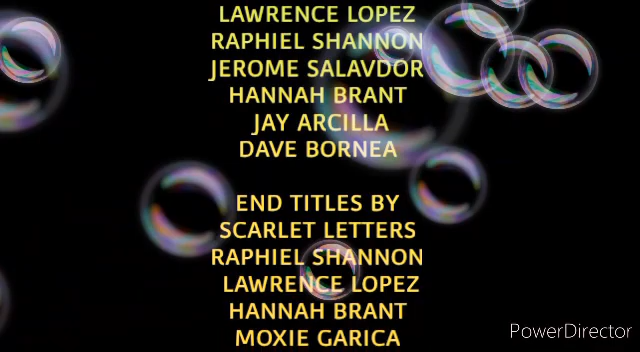 LAWRENCE LOPEZ
RAPHIEL SHANNON
JEROME SALAVDOR
HANNAH BRANT
JAY ARCILLA
DAVE BORNEA
END TITLES BY
SCARLET LETTERS
RAPHIEL SHANNON
LAWRENCE LOPEZ
HANNAH BRANT
MOXIE GARICA
PowerDirector